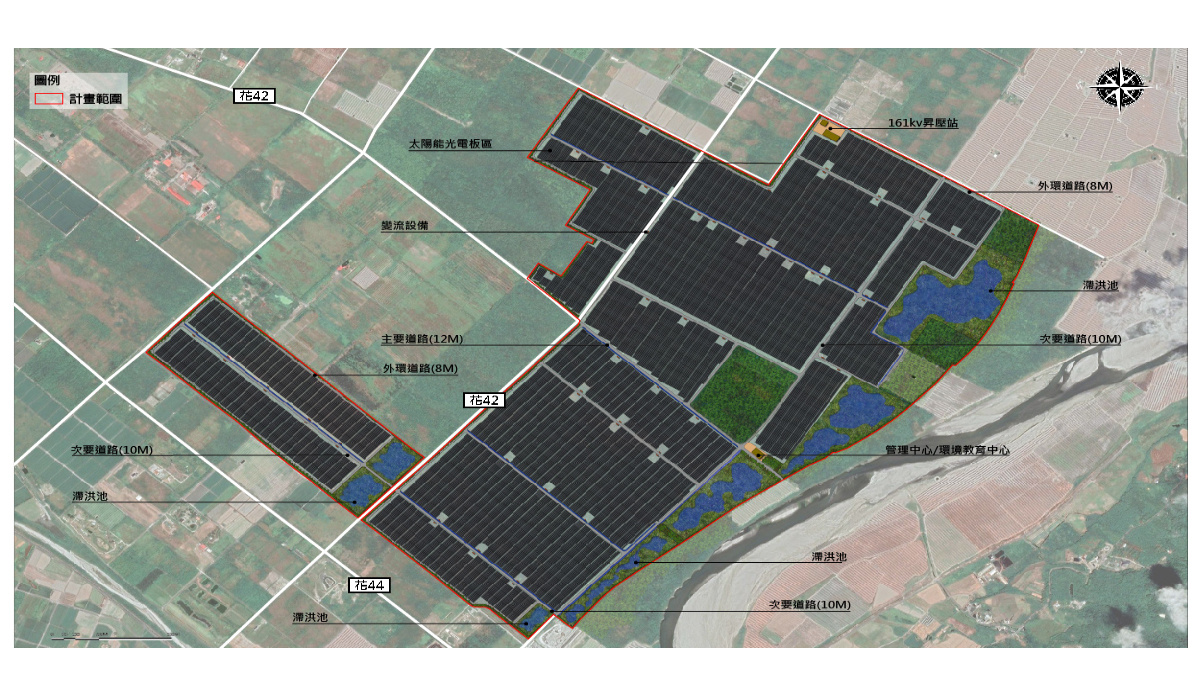 圖例
計畫範圍
花42
161kv昇壓站
太陽能光電板區
外環道路(8M)
變流設備
滯洪池
主要道路(12M)
次要道路(10M)
外環道路(8M)
花42
次要道路(10M)
管理中心/環境教育中心
滯洪池
滯洪池
花44
次要道路(10M)
滯洪池